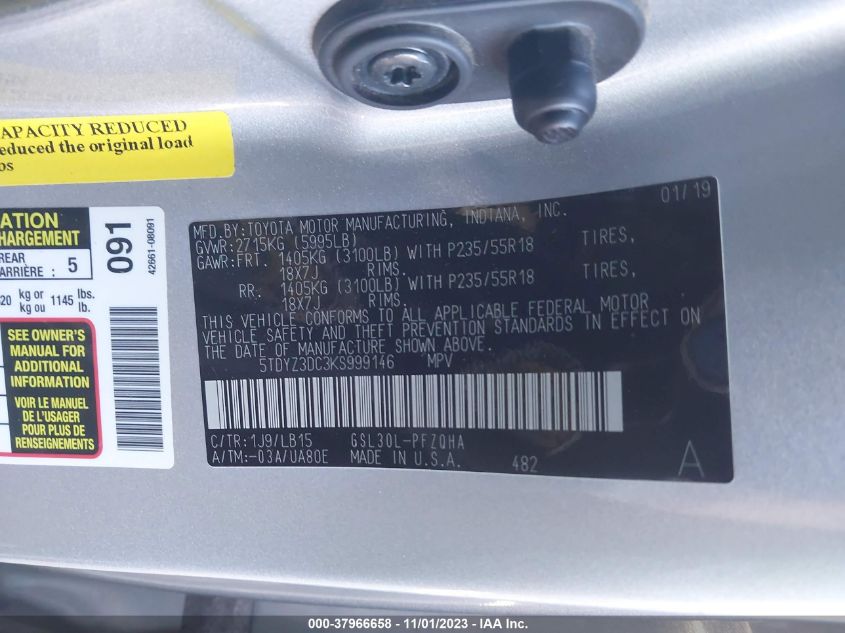 APACITY REDUCED
educed the original load
os
ATION
HARGEMENT
REAR
ARRIÈRE : 5
20 kg or kg ou 1145 lbs. lb.
091
42661-08091
SEE OWNER'S
MANUAL FOR
ADDITIONAL
INFORMATION
VOIR LE MANUEL
DE L'USAGER
POUR PLUS DE
RENSEIGNEMENTS
01/19
MFD. BY: TOYOTA MOTOR MANUFACTURING, INDIANA, INC.
GVWR: 2715KG (5995LB)
GAWR: FRT. 1405KG (3100LB) WITH P235/55R18 TIRES,
18X7J RIMS.
RR. 1405KG (3100LB) WITH P235/55R18 TIRES,
18X7J RIMS.
THIS VEHICLE CONFORMS TO ALL APPLICABLE FEDERAL MOTOR
VEHICLE SAFETY AND THEFT PREVENTION STANDARDS IN EFFECT ON
THE DATE OF MANUFACTURE SHOWN ABOVE.
5TDYZ3DC3KS999146 MPV
C/TR: 1J9/LB15 GSL30L-PFZQHA
A/TM: -03A/UA80E MADE IN U.S.A. 482 A
000-37966658 - 11/01/2023 - IAA Inc.